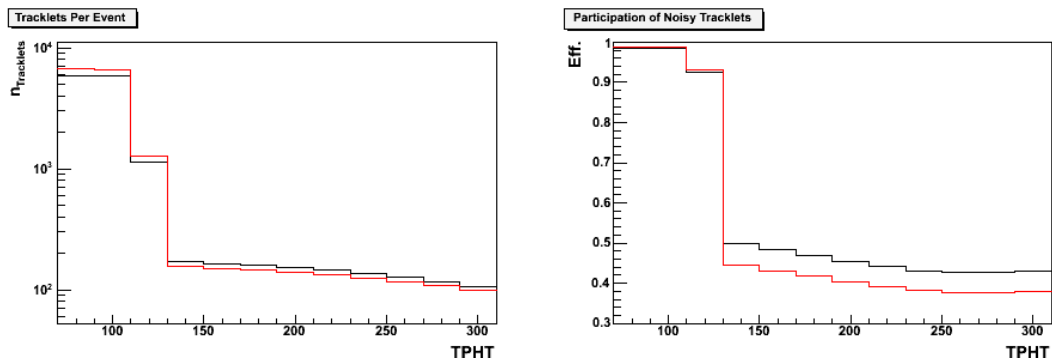 Tracklets Per Event
n_Tracklets
10^4
10^3
10^2
100 150 200 250 300
TPHT
Participation of Noisy Tracklets
Eff.
1
0.9
0.8
0.7
0.6
0.5
0.4
0.3
100 150 200 250 300
TPHT